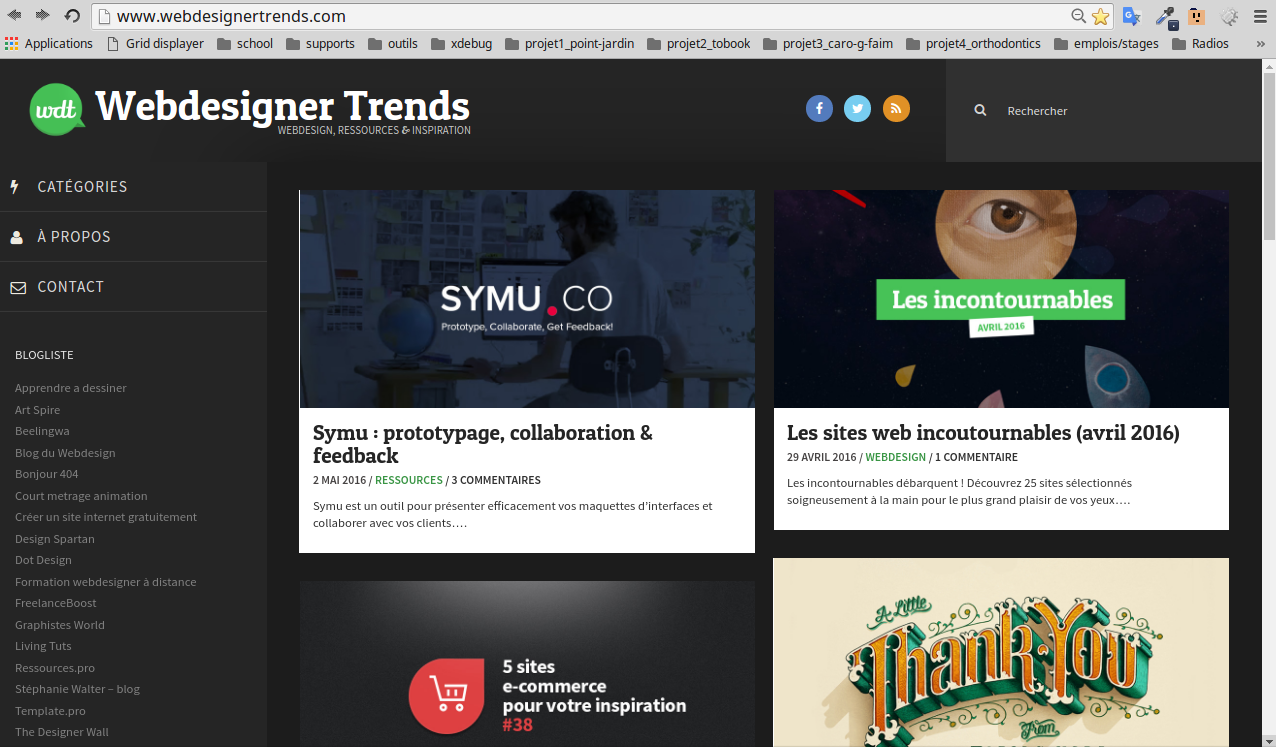 www.webdesignertrends.com
Applications
Grid displayer
school
supports
outils
xdebug
projet1_point-jardin
projet2_tobook
projet3_caro-g-faim
projet4_orthodontics
emplois/stages
Radios
»
wdt
Webdesigner Trends
WEBDESIGN, RESSOURCES & INSPIRATION
Rechercher
CATÉGORIES
À PROPOS
CONTACT
BLOGLISTE
Apprendre a dessiner
Art Spire
Beelingwa
Blog du Webdesign
Bonjour 404
Court metrage animation
Créer un site internet gratuitement
Design Spartan
Dot Design
Formation webdesigner à distance
FreelanceBoost
Graphistes World
Living Tuts
Ressources.pro
Stéphanie Walter – blog
Template.pro
The Designer Wall
SYMU.CO
Prototype, Collaborate, Get Feedback!
Symu : prototypage, collaboration &
feedback
2 MAI 2016 / RESSOURCES / 3 COMMENTAIRES
Symu est un outil pour présenter efficacement vos maquettes d'interfaces et
collaborer avec vos clients….
5 sites
e-commerce
pour votre inspiration
#38
Les incontournables
AVRIL 2016
Les sites web incoutournables (avril 2016)
29 AVRIL 2016 / WEBDESIGN / 1 COMMENTAIRE
Les incontournables débarquent ! Découvrez 25 sites sélectionnés
soigneusement à la main pour le plus grand plaisir de vos yeux….
A Little
Thank-You
From